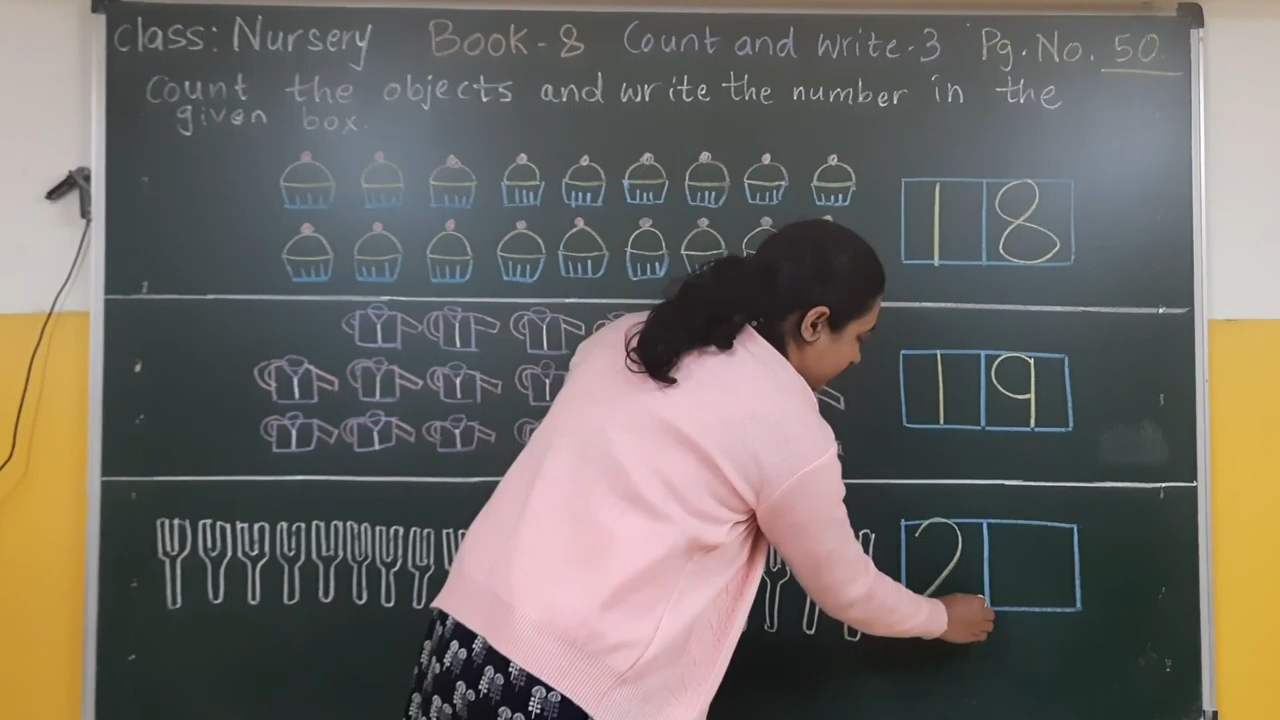 Class: Nursery Book-8 Count and write-3 Pg. No. 50
Count the objects and write the number in the
given box.
18
19
2